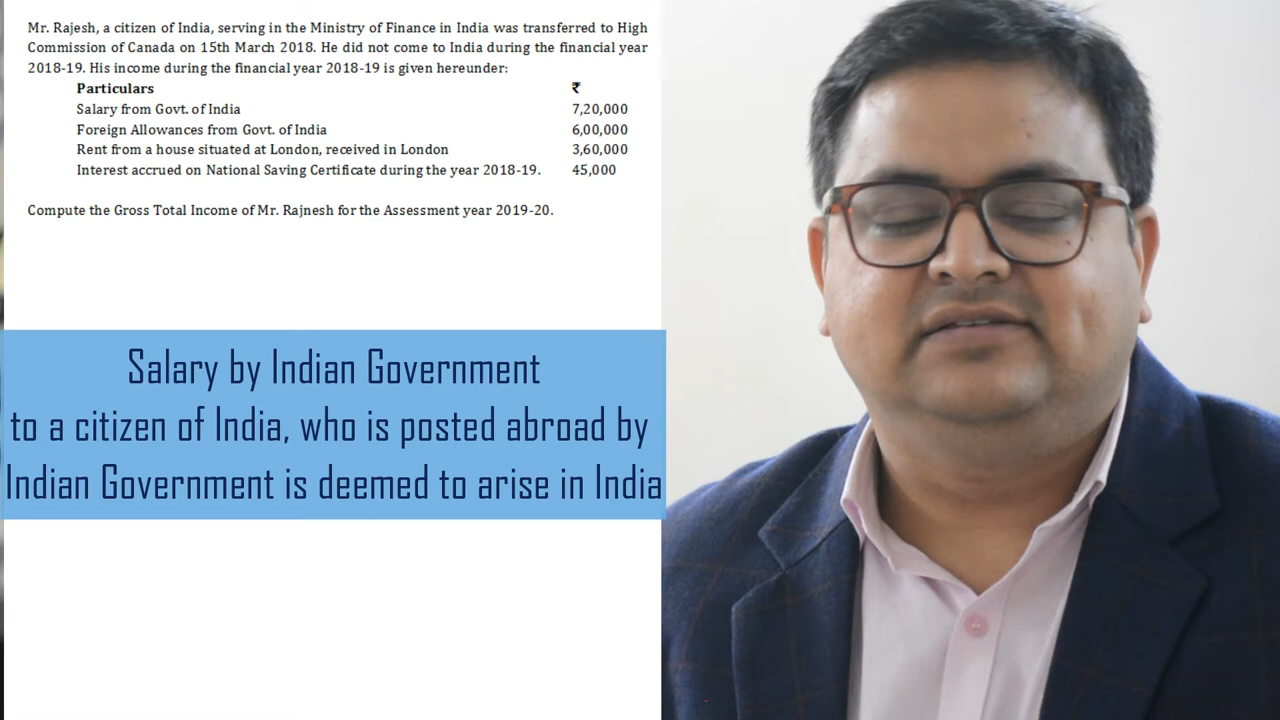 Mr. Rajesh, a citizen of India, serving in the Ministry of Finance in India was transferred to High
Commission of Canada on 15th March 2018. He did not come to India during the financial year
2018-19. His income during the financial year 2018-19 is given hereunder:
Particulars ₹
Salary from Govt. of India 7,20,000
Foreign Allowances from Govt. of India 6,00,000
Rent from a house situated at London, received in London 3,60,000
Interest accrued on National Saving Certificate during the year 2018-19. 45,000
Compute the Gross Total Income of Mr. Rajnesh for the Assessment year 2019-20.
Salary by Indian Government
to a citizen of India, who is posted abroad by
Indian Government is deemed to arise in India